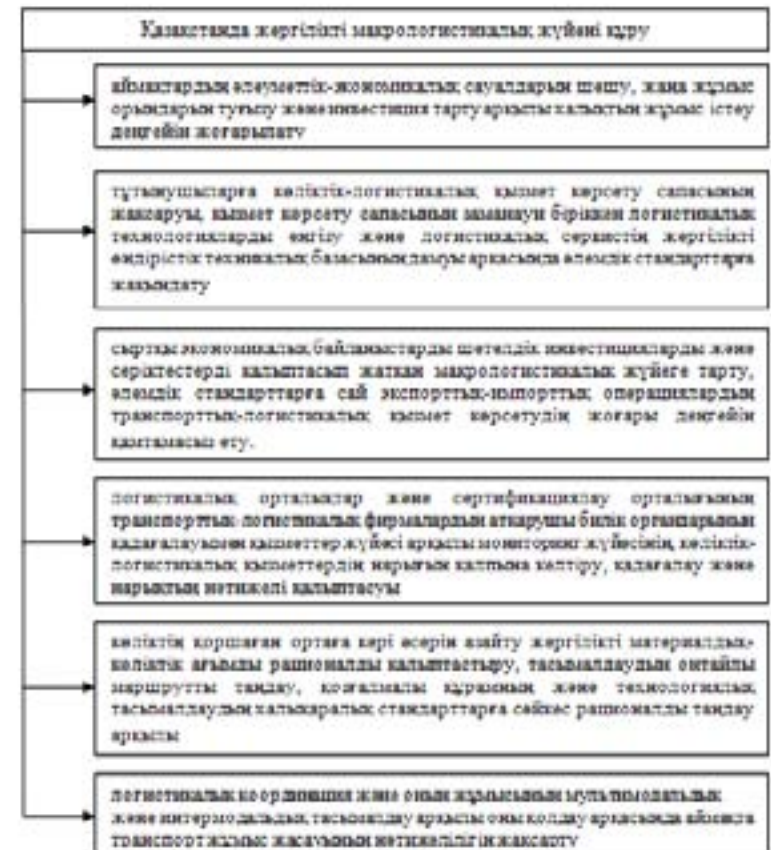 Қазақстанда жергілікті макрологистикалық жүйені құру
аймақтардың әлеуметтік-экономикалық сауалдарын шешу, жаңа жұмыс
орындарын туғызу және инвестиция тарту арқылы халықтың жұмыс істеу
деңгейін жоғарылату
тұтынушыларға көліктік-логистикалық қызмет көрсету сапасының
жақсаруы, қызмет көрсету сапасының заманауи біріккен логистикалық
технологияларды енгізу және логистикалық сервистің жергілікті
өндірістік техникалық базасының дамуы арқасында әлемдік стандарттарға
жақындату
сыртқы экономикалық байланыстарды шетелдік инвестицияларды және
серіктестерді қалыптасып жатқан макрологистикалық жүйеге тарту,
әлемдік стандарттарға сай экспорттық-импорттық операциялардың
транспорттық-логистикалық қызмет көрсетудің жоғары деңгейін
қамтамасыз ету.
логистикалық орталықтар және сертификациялау орталығының
транспорттық-логистикалық фирмалардың атқарушы билік органдарының
қадағалауымен қызметтер жүйесі арқылы мониторинг жүйесінің, көліктік-
логистикалық қызметтердің нарығын қалпына келтіру, қадағалау және
нарықтың нәтижелі қалыптасуы
көліктің қоршаған ортаға кері әсерін азайту жергілікті материалдық-
көліктік ағымды рационалды қалыптастыру, тасымалдаудың онтайлы
маршрутты таңдау, қозғалмалы құрамның және технологиялық
тасымалдаудың халықаралық стандарттарға сәйкес рационалды таңдау
арқылы
логистикалық координация және оның жұмысының мультимодальдық
және интермодальдық тасымалдау арқылы оны қолдау арқасында аймақта
транспорт жұмыс жасауының нәтижелілігін жақсарту